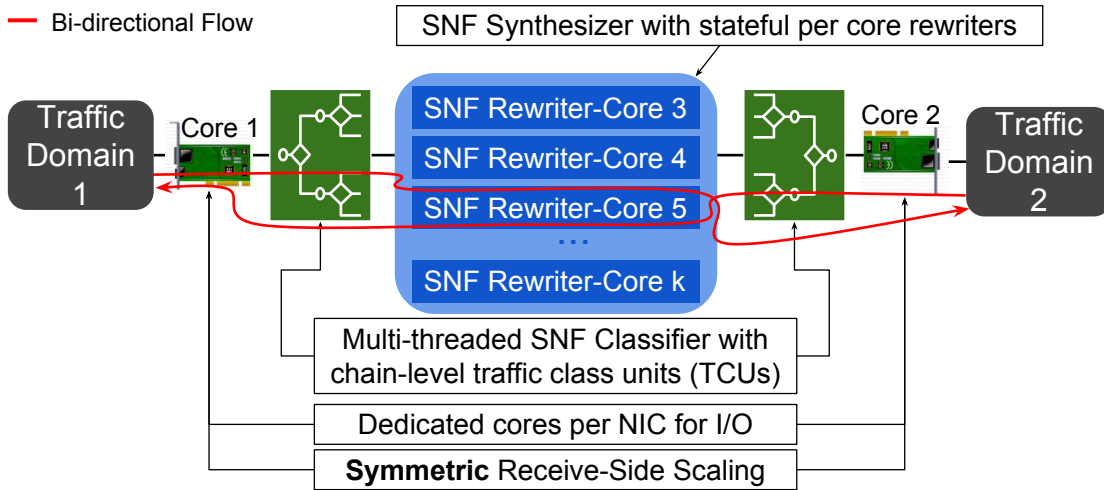 Bi-directional Flow
SNF Synthesizer with stateful per core rewriters
Traffic
Domain
1
Core 1
SNF Rewriter-Core 3
SNF Rewriter-Core 4
SNF Rewriter-Core 5
...
SNF Rewriter-Core k
Core 2
Traffic
Domain
2
Multi-threaded SNF Classifier with
chain-level traffic class units (TCUs)
Dedicated cores per NIC for I/O
Symmetric Receive-Side Scaling